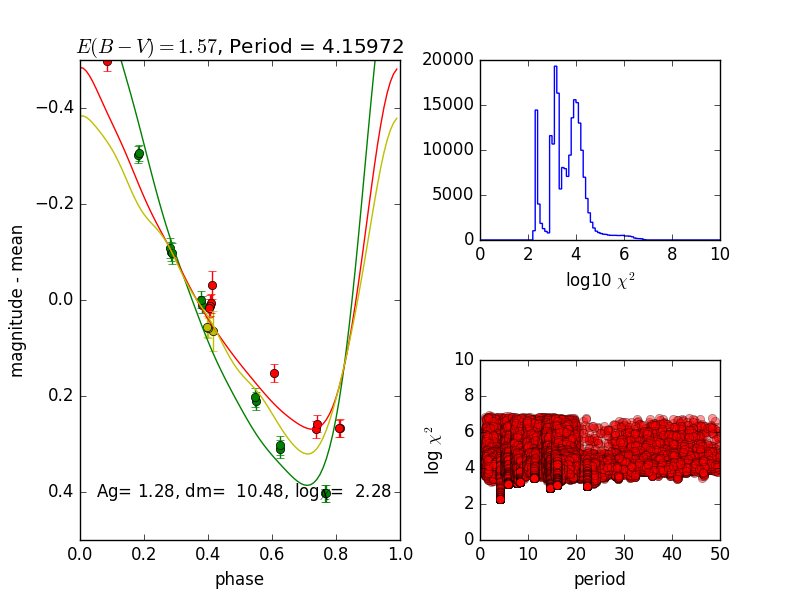 E(B − V) = 1.57, Period = 4.15972
magnitude - mean
−0.4
−0.2
0.0
0.2
0.4
Ag= 1.28, dm= 10.48, log = 2.28
0.0 0.2 0.4 0.6 0.8 1.0
phase
20000
15000
10000
5000
0
0 2 4 6 8 10
log10 χ²
log χ²
10
8
6
4
2
0
0 10 20 30 40 50
period